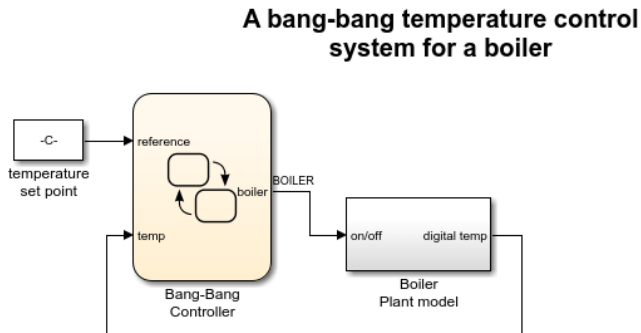 A bang-bang temperature control
system for a boiler
-C-
temperature
set point
reference
boiler
temp
Bang-Bang
Controller
BOILER
on/off
digital temp
Boiler
Plant model